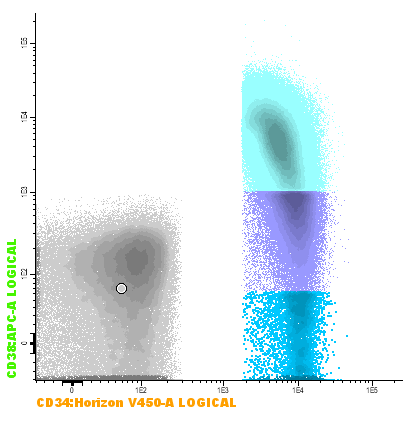 1E5
1E4
1E3
1E2
0
CD38:APC-A LOGICAL
0 1E2 1E3 1E4 1E5
CD34:Horizon V450-A LOGICAL